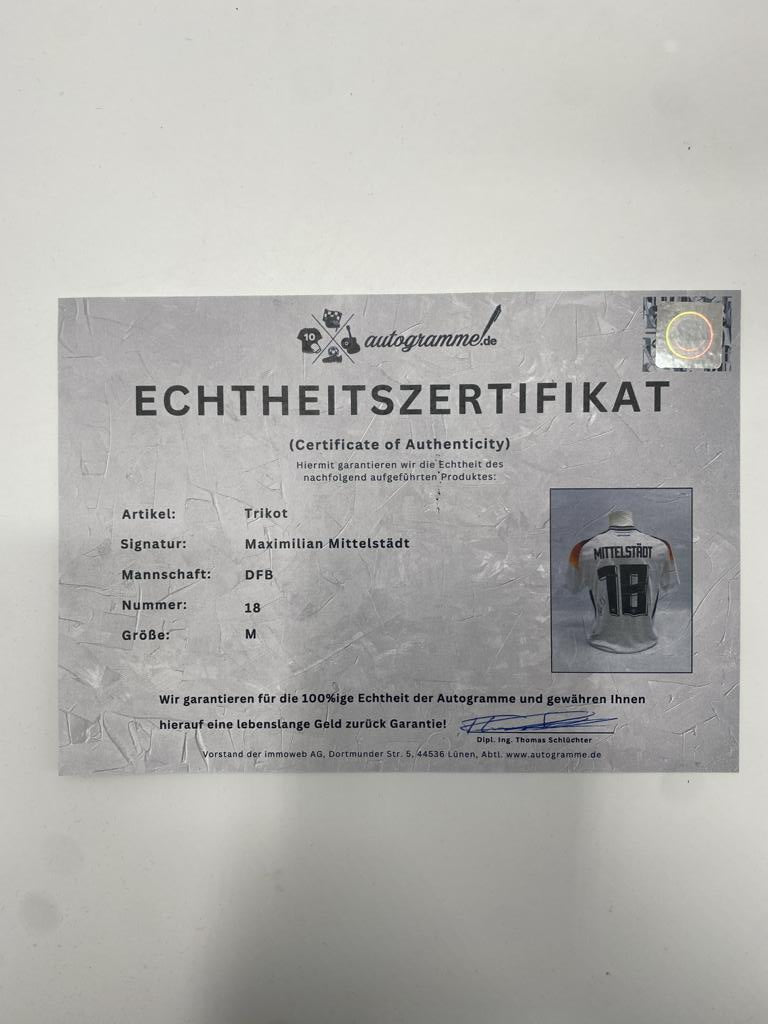 10
autogramme.de
ECHTHEITSZERTIFIKAT
(Certificate of Authenticity)
Hiermit garantieren wir die Echtheit des
nachfolgend aufgeführten Produktes:
Artikel: Trikot
Signatur: Maximilian Mittelstädt
Mannschaft: DFB
Nummer: 18
Größe: M
MITTELSTÄDT
18
Wir garantieren für die 100%ige Echtheit der Autogramme und gewähren Ihnen
hierauf eine lebenslange Geld zurück Garantie!
Dipl. Ing. Thomas Schlüchter
Vorstand der immoweb AG, Dortmunder Str. 5, 44536 Lünen, Abtl. www.autogramme.de